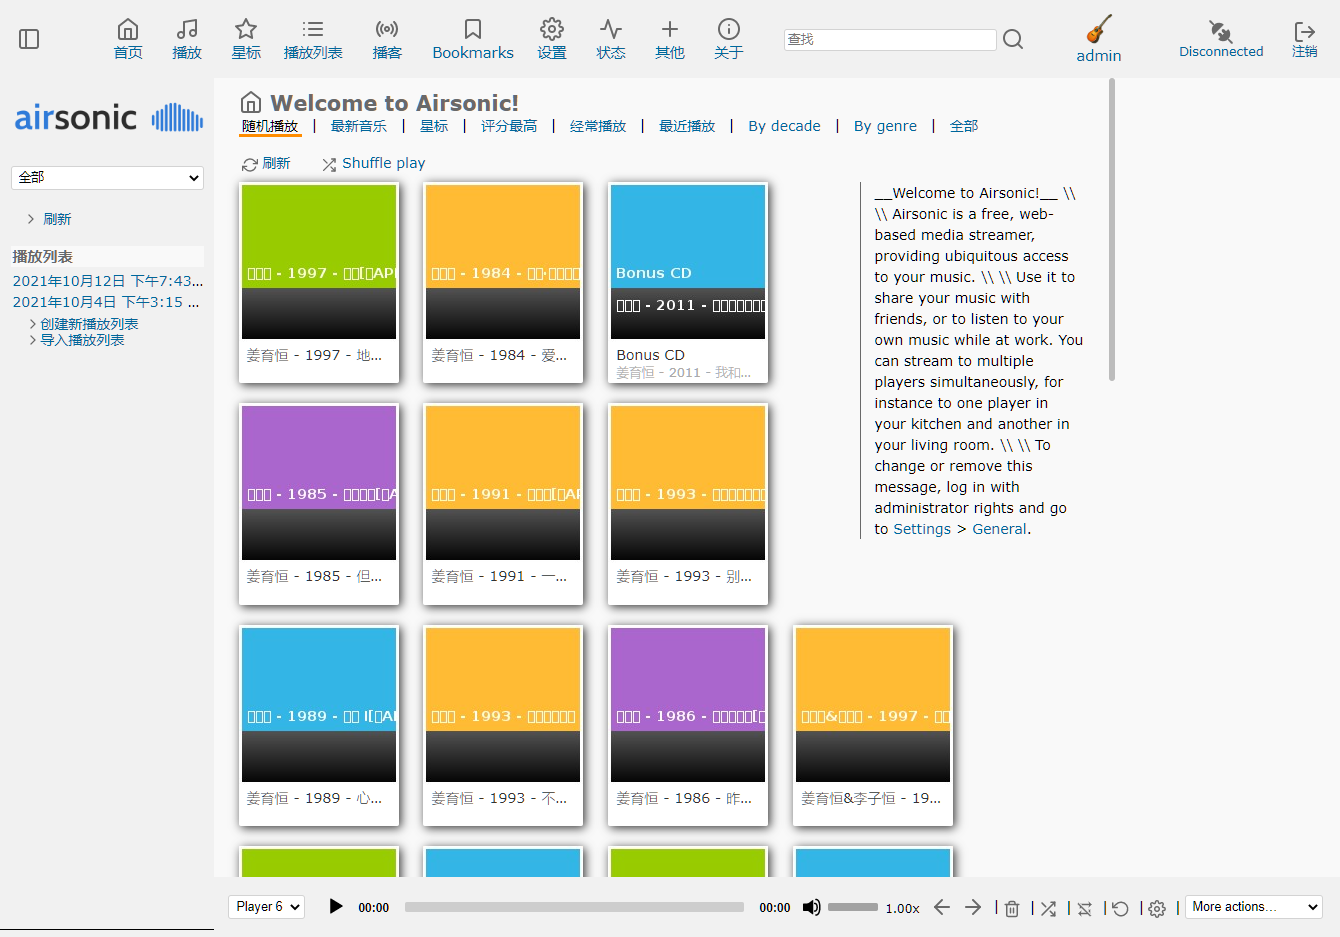 首页 播放 星标 播放列表 播客 Bookmarks 设置 状态 其他 关于 查找 admin Disconnected 注销
airsonic
全部
刷新
播放列表
2021年10月12日 下午7:43...
2021年10月4日 下午3:15 ...
创建新播放列表
导入播放列表
Welcome to Airsonic!
随机播放 | 最新音乐 | 星标 | 评分最高 | 经常播放 | 最近播放 | By decade | By genre | 全部
刷新 Shuffle play
- 1997 -
- 1984 -
Bonus CD
- 2011 -
姜育恒 - 1997 - 地...
姜育恒 - 1984 - 爱...
Bonus CD
姜育恒 - 2011 - 我和...
- 1985 -
- 1991 -
- 1993 -
姜育恒 - 1985 - 但...
姜育恒 - 1991 - 一...
姜育恒 - 1993 - 别...
- 1989 -
- 1993 -
- 1986 -
& - 1997 -
姜育恒 - 1989 - 心...
姜育恒 - 1993 - 不...
姜育恒 - 1986 - 昨...
姜育恒&李子恒 - 19...
__Welcome to Airsonic!__ \\
\\ Airsonic is a free, web-
based media streamer,
providing ubiquitous access
to your music. \\ \\ Use it to
share your music with
friends, or to listen to your
own music while at work. You
can stream to multiple
players simultaneously, for
instance to one player in
your kitchen and another in
your living room. \\ \\ To
change or remove this
message, log in with
administrator rights and go
to Settings > General.
Player 6 00:00 00:00 1.00x | | | | | | More actions...